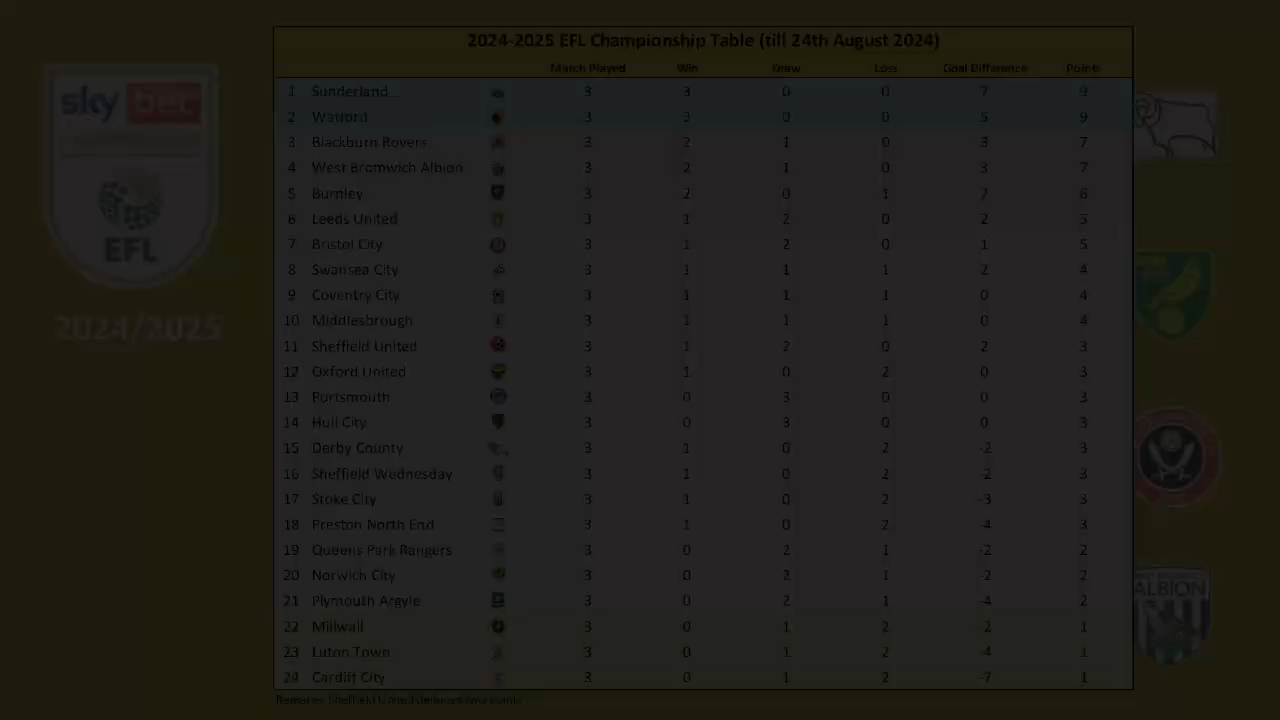 2024-2025 EFL Championship Table (till 24th August 2024)
Match Played Win Draw Loss Goal Difference Points
1 Sunderland 3 3 0 0 7 9
2 Watford 3 3 0 0 5 9
3 Blackburn Rovers 3 2 1 0 3 7
4 West Bromwich Albion 3 2 1 0 3 7
5 Burnley 3 2 0 1 7 6
6 Leeds United 3 1 2 0 2 5
7 Bristol City 3 1 2 0 1 5
8 Swansea City 3 1 1 1 2 4
9 Coventry City 3 1 1 1 0 4
10 Middlesbrough 3 1 1 1 0 4
11 Sheffield United 3 1 2 0 2 3
12 Oxford United 3 1 0 2 0 3
13 Portsmouth 3 0 3 0 0 3
14 Hull City 3 0 3 0 0 3
15 Derby County 3 1 0 2 -2 3
16 Sheffield Wednesday 3 1 0 2 -2 3
17 Stoke City 3 1 0 2 -3 3
18 Preston North End 3 1 0 2 -4 3
19 Queens Park Rangers 3 0 2 1 -2 2
20 Norwich City 3 0 2 1 -2 2
21 Plymouth Argyle 3 0 2 1 -4 2
22 Millwall 3 0 1 2 -2 1
23 Luton Town 3 0 1 2 -4 1
24 Cardiff City 3 0 1 2 -7 1
Remarks: Sheffield United deducted two points
sky bet
EFL
2024/2025
ALBION